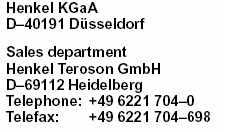 Henkel KGaA
D–40191 Düsseldorf
Sales department
Henkel Teroson GmbH
D–69112 Heidelberg
Telephone: +49 6221 704–0
Telefax: +49 6221 704–698